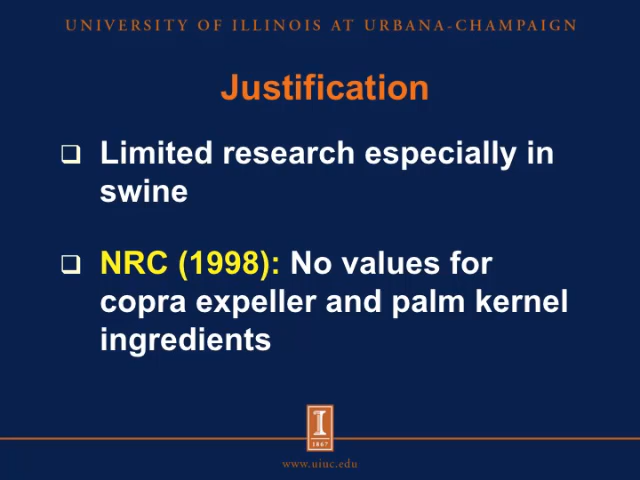 UNIVERSITY OF ILLINOIS AT URBANA-CHAMPAIGN
Justification
Limited research especially in
swine
NRC (1998): No values for
copra expeller and palm kernel
ingredients
I
1867
www.uiuc.edu